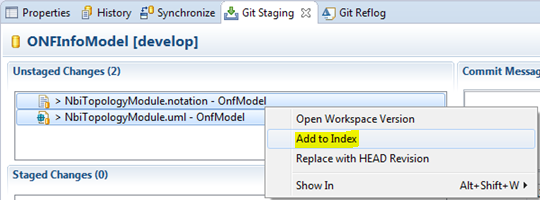 Properties History Synchronize Git Staging Git Reflog
ONFInfoModel [develop]
Unstaged Changes (2) Commit Messag
> NbiTopologyModule.notation - OnfModel
> NbiTopologyModule.uml - OnfModel
Open Workspace Version
Add to Index
Replace with HEAD Revision
Show In Alt+Shift+W
Staged Changes (0)